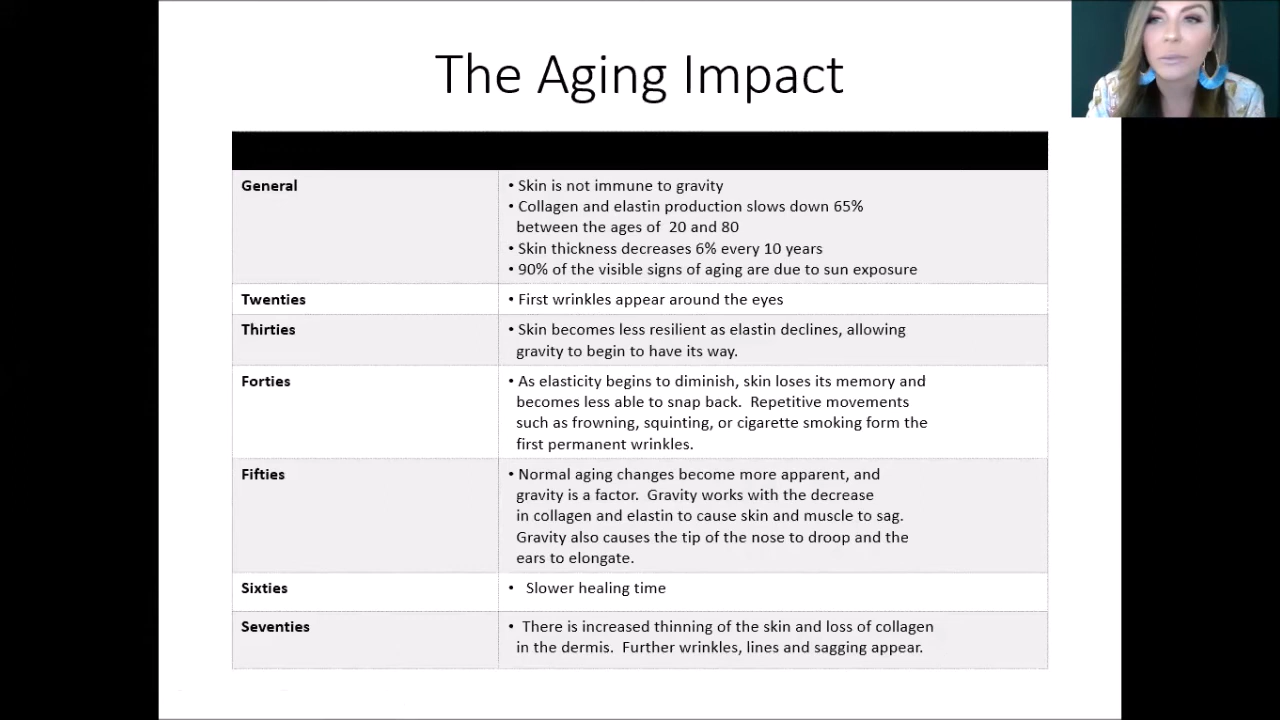 The Aging Impact
General
• Skin is not immune to gravity
• Collagen and elastin production slows down 65%
between the ages of  20 and 80
• Skin thickness decreases 6% every 10 years
• 90% of the visible signs of aging are due to sun exposure
Twenties
• First wrinkles appear around the eyes
Thirties
• Skin becomes less resilient as elastin declines, allowing
gravity to begin to have its way.
Forties
• As elasticity begins to diminish, skin loses its memory and
becomes less able to snap back.  Repetitive movements
such as frowning, squinting, or cigarette smoking form the
first permanent wrinkles.
Fifties
• Normal aging changes become more apparent, and
gravity is a factor.  Gravity works with the decrease
in collagen and elastin to cause skin and muscle to sag.
Gravity also causes the tip of the nose to droop and the
ears to elongate.
Sixties
• Slower healing time
Seventies
• There is increased thinning of the skin and loss of collagen
in the dermis.  Further wrinkles, lines and sagging appear.